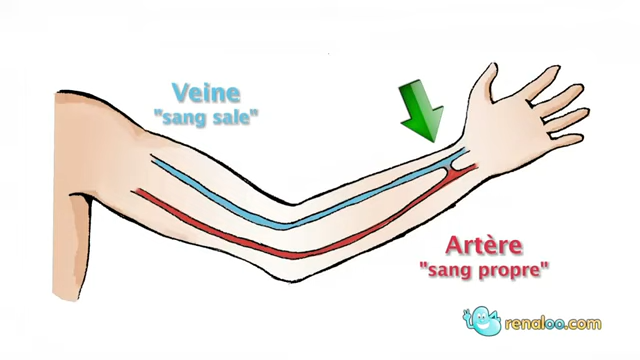 Veine
"sang sale"
Artère
"sang propre"
renaloo.com